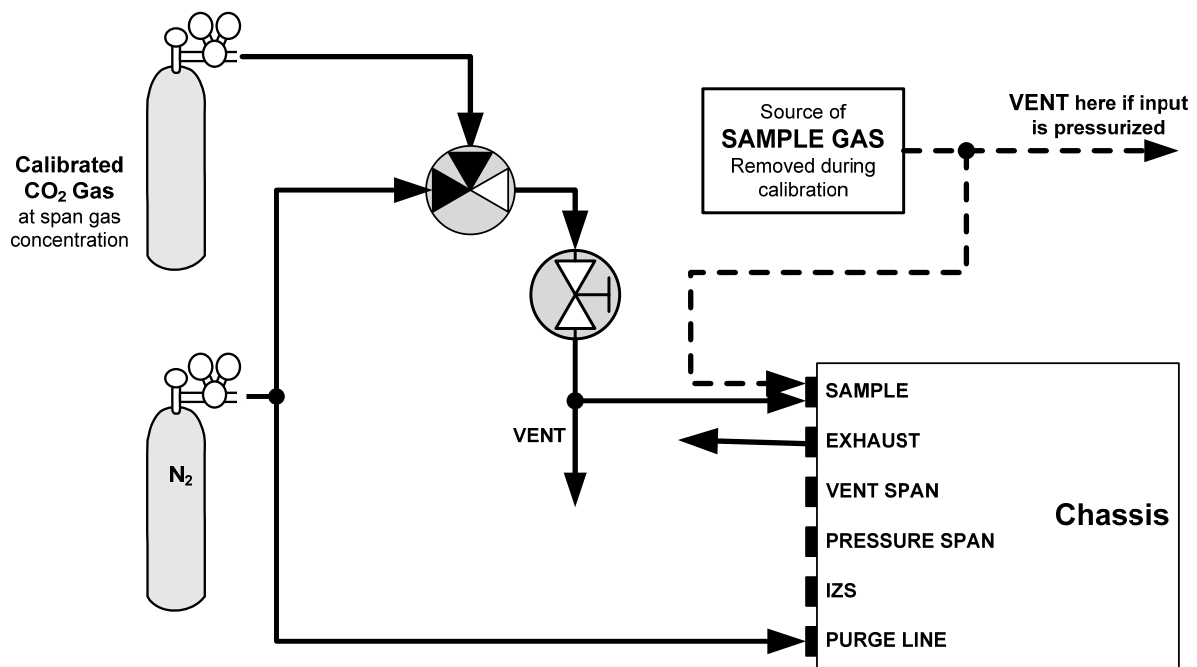 Calibrated
CO₂ Gas
at span gas
concentration
Source of
SAMPLE GAS
Removed during
calibration
VENT here if input
is pressurized
N₂
VENT
SAMPLE
EXHAUST
VENT SPAN
PRESSURE SPAN
IZS
PURGE LINE
Chassis